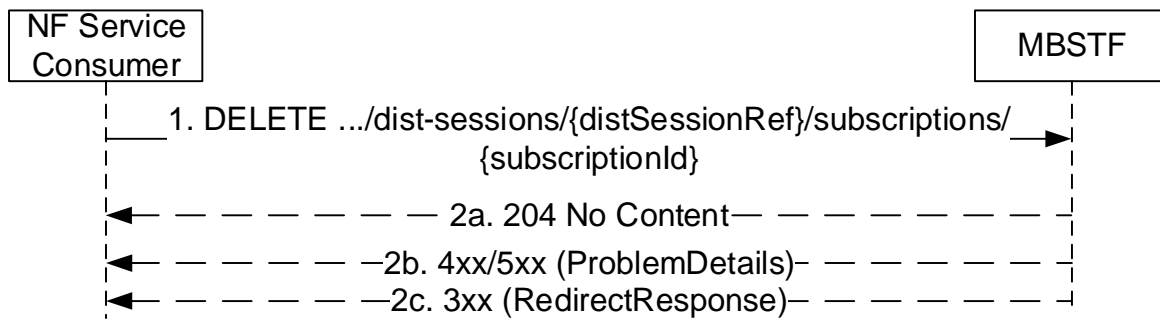 NF Service
Consumer
MBSTF
1. DELETE .../dist-sessions/{distSessionRef}/subscriptions/
{subscriptionId}
2a. 204 No Content
2b. 4xx/5xx (ProblemDetails)
2c. 3xx (RedirectResponse)